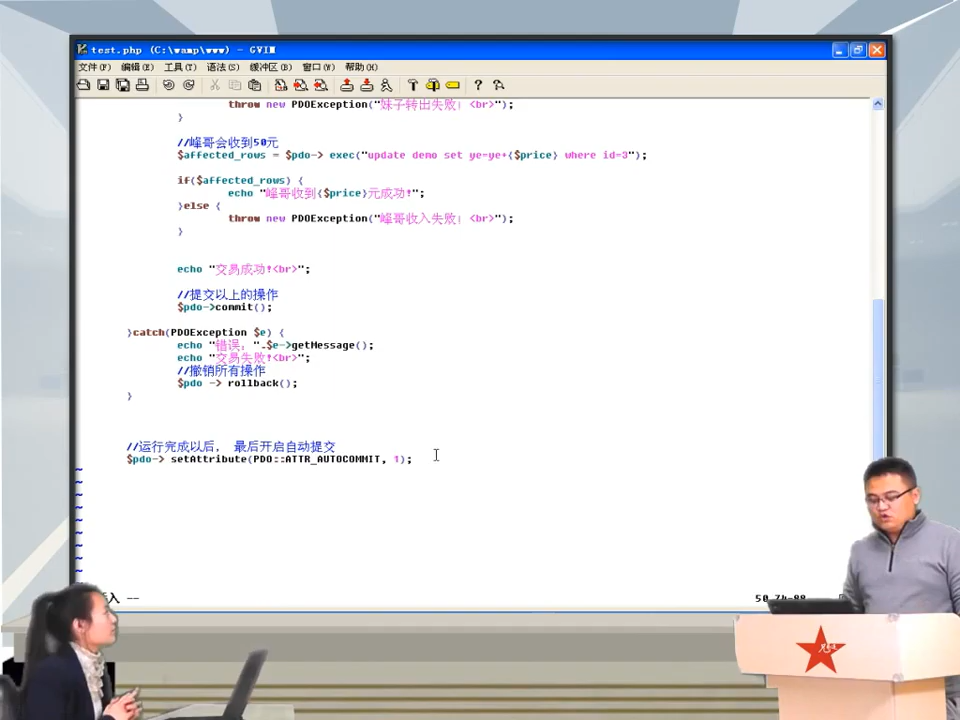 test.php (C:\wamp\www) - GVIM
文件(F) 编辑(E) 工具(T) 语法(S) 缓冲区(B) 窗口(W) 帮助(H)
throw new PDOException("妹子转出失败! <br>");
}
//峰哥会收到50元
$affected_rows = $pdo-> exec("update demo set ye=ye+{$price} where id=3");
if($affected_rows) {
echo "峰哥收到{$price}元成功!";
}else {
throw new PDOException("峰哥收入失败! <br>");
}
echo "交易成功!<br>";
//提交以上的操作
$pdo->commit();
}catch(PDOException $e) {
echo "错误: ".$e->getMessage();
echo "交易失败!<br>";
//撤销所有操作
$pdo -> rollback();
}
//运行完成以后, 最后开启自动提交
$pdo-> setAttribute(PDO::ATTR_AUTOCOMMIT, 1);
~
~
~
~
~
~
~
~
~
入 --
50,74-88